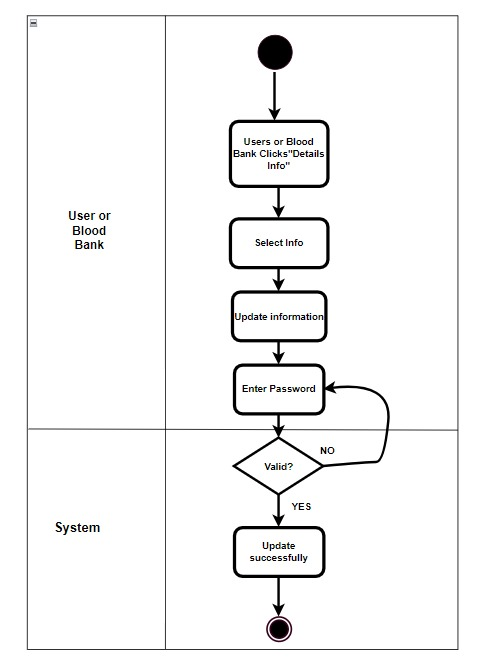 Users or Blood
Bank Clicks"Details
Info"
User or
Blood
Bank
Select Info
Update information
Enter Password
NO
Valid?
YES
System
Update
successfully